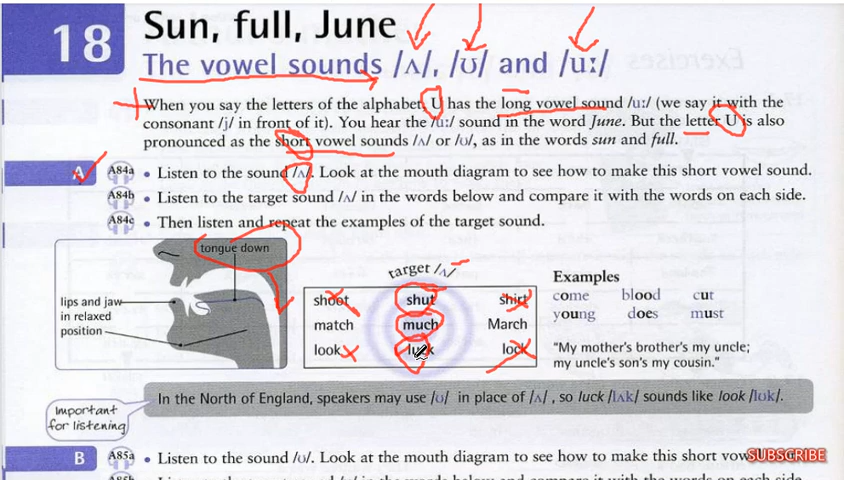 18
Sun, full, June
The vowel sounds /ʌ/, /ʊ/ and /uː/
When you say the letters of the alphabet, U has the long vowel sound /uː/ (we say it with the
consonant /j/ in front of it). You hear the /uː/ sound in the word June. But the letter U is also
pronounced as the short vowel sounds /ʌ/ or /ʊ/, as in the words sun and full.
A A84a • Listen to the sound /ʌ/. Look at the mouth diagram to see how to make this short vowel sound.
A84b • Listen to the target sound /ʌ/ in the words below and compare it with the words on each side.
A84c • Then listen and repeat the examples of the target sound.
tongue down
lips and jaw
in relaxed
position
target /ʌ/
shoot shut shirt
match much March
look luck lock
Examples
come blood cut
young does must
"My mother's brother's my uncle;
my uncle's son's my cousin."
Important
for listening
In the North of England, speakers may use /ʊ/ in place of /ʌ/, so luck /lʌk/ sounds like look /lʊk/.
B A85a • Listen to the sound /ʊ/. Look at the mouth diagram to see how to make this short
SUBSCRIBE